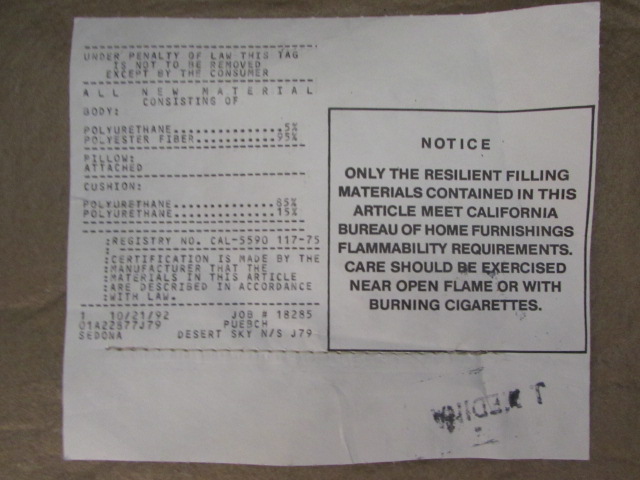 UNDER PENALTY OF LAW THIS TAG
IS NOT TO BE REMOVED
EXCEPT BY THE CONSUMER
ALL NEW MATERIAL
CONSISTING OF
BODY:
POLYURETHANE..............5%
POLYESTER FIBER...........95%
PILLOW:
ATTACHED
CUSHION:
POLYURETHANE..............85%
POLYURETHANE..............15%
:REGISTRY NO. CAL-5590 117-75
:CERTIFICATION IS MADE BY THE
:MANUFACTURER THAT THE
:MATERIALS IN THIS ARTICLE
:ARE DESCRIBED IN ACCORDANCE
:WITH LAW.
1 10/21/92 JOB # 18285
01A22877J79 PUEBCH
SEDONA DESERT SKY N/S J79
NOTICE
ONLY THE RESILIENT FILLING
MATERIALS CONTAINED IN THIS
ARTICLE MEET CALIFORNIA
BUREAU OF HOME FURNISHINGS
FLAMMABILITY REQUIREMENTS.
CARE SHOULD BE EXERCISED
NEAR OPEN FLAME OR WITH
BURNING CIGARETTES.